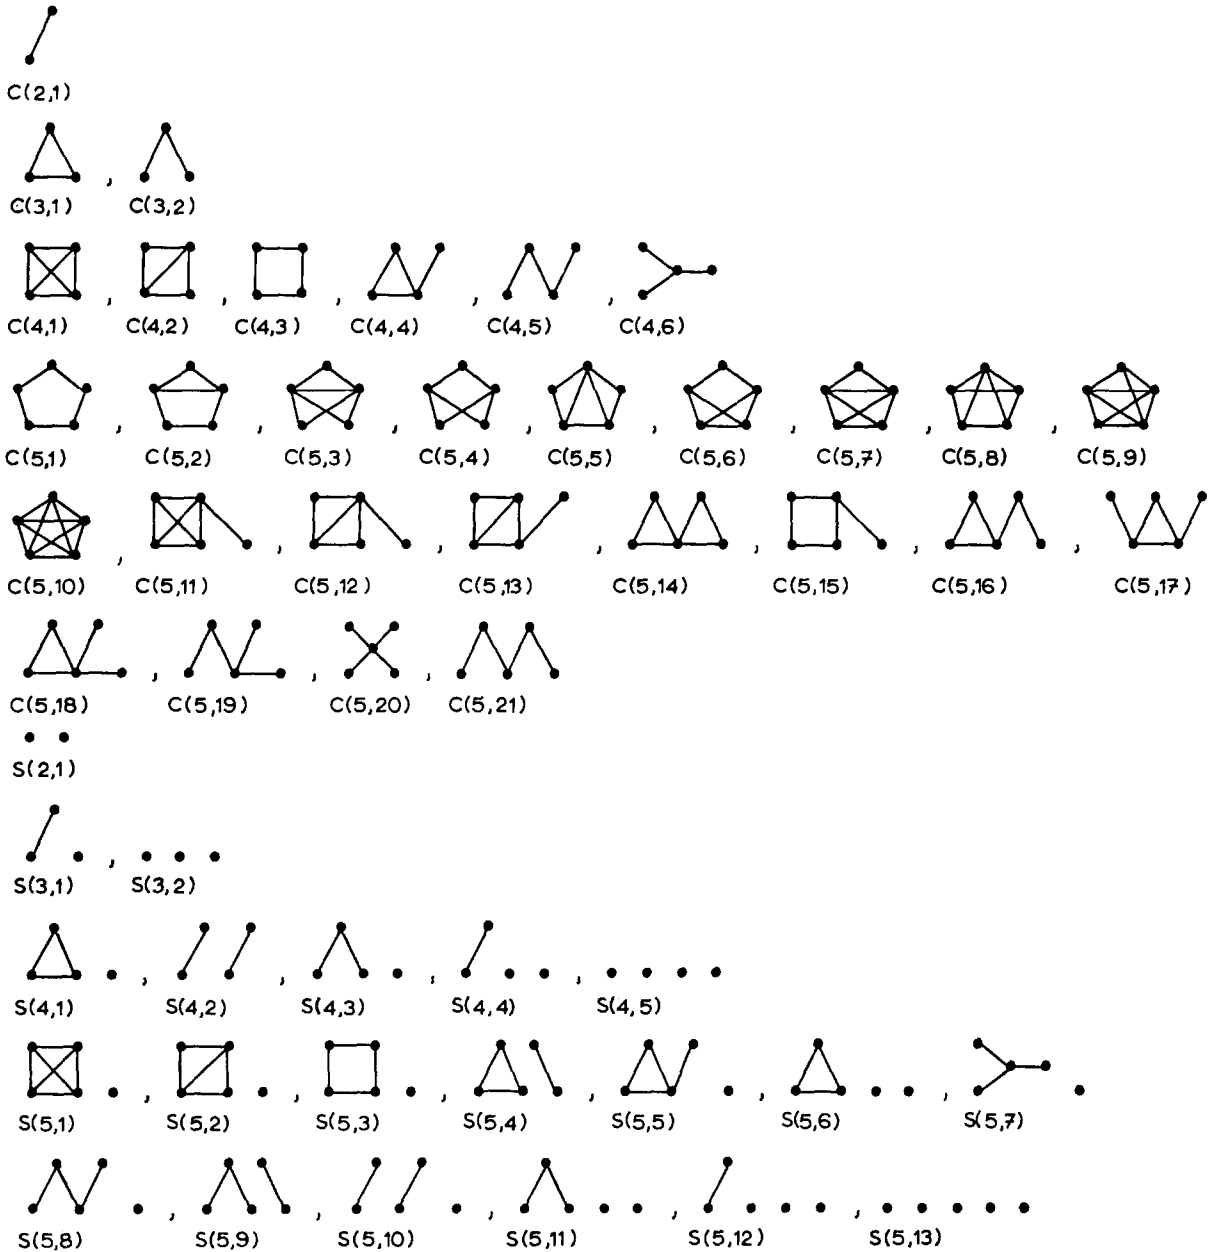 C(2,1)
, 
C(3,1) C(3,2)
, , , , ,
C(4,1) C(4,2) C(4,3) C(4,4) C(4,5) C(4,6)
, , , , , , , ,
C(5,1) C(5,2) C(5,3) C(5,4) C(5,5) C(5,6) C(5,7) C(5,8) C(5,9)
, , , , , , ,
C(5,10) C(5,11) C(5,12) C(5,13) C(5,14) C(5,15) C(5,16) C(5,17)
, , ,
C(5,18) C(5,19) C(5,20) C(5,21)
S(2,1)
,
S(3,1) S(3,2)
, , , ,
S(4,1) S(4,2) S(4,3) S(4,4) S(4,5)
, , , , , ,
S(5,1) S(5,2) S(5,3) S(5,4) S(5,5) S(5,6) S(5,7)
, , , , ,
S(5,8) S(5,9) S(5,10) S(5,11) S(5,12) S(5,13)